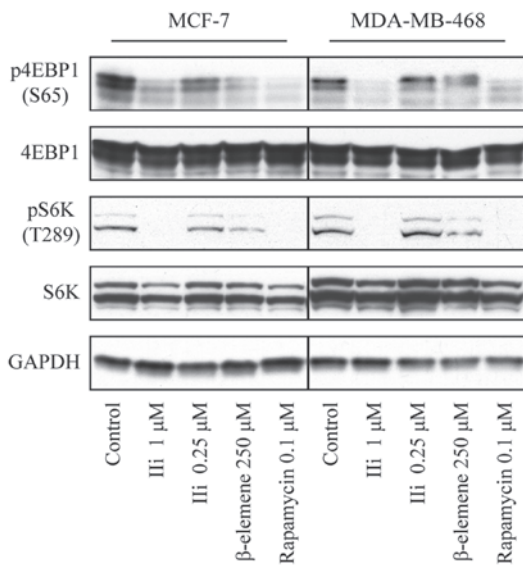 MCF-7 MDA-MB-468
p4EBP1
(S65)
4EBP1
pS6K
(T289)
S6K
GAPDH
Control
IIi 1 µM
IIi 0.25 µM
β-elemene 250 µM
Rapamycin 0.1 µM
Control
IIi 1 µM
IIi 0.25 µM
β-elemene 250 µM
Rapamycin 0.1 µM